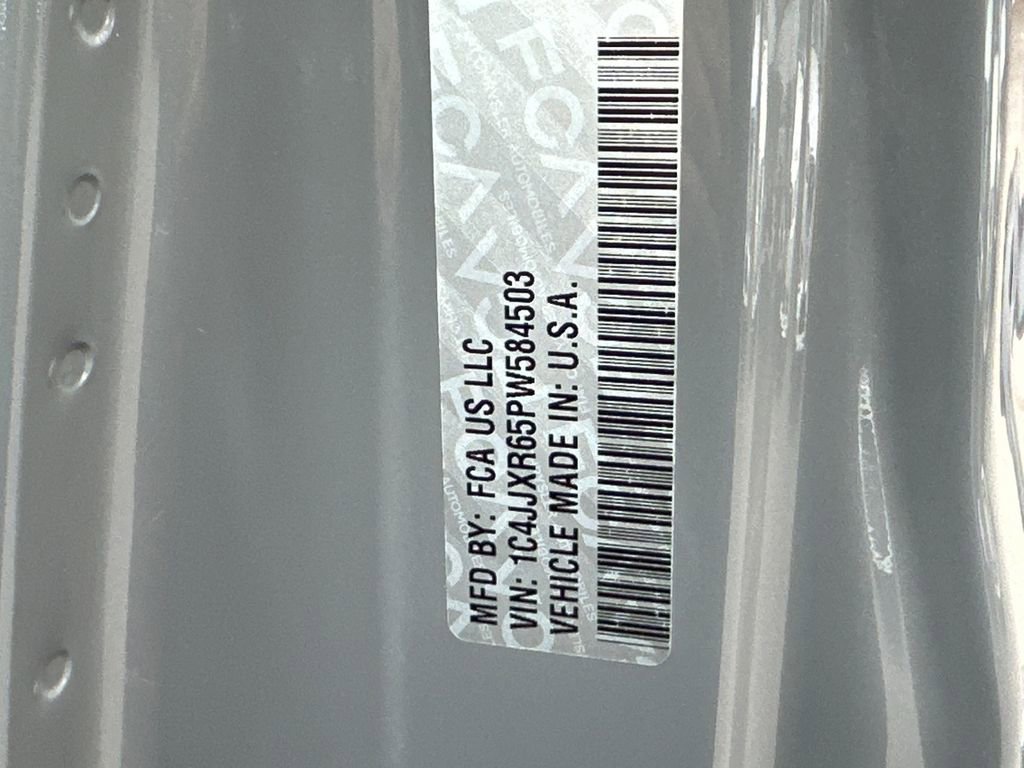 MFD BY: FCA US LLC
VIN: 1C4JJXR65PW584503
VEHICLE MADE IN: U.S.A.